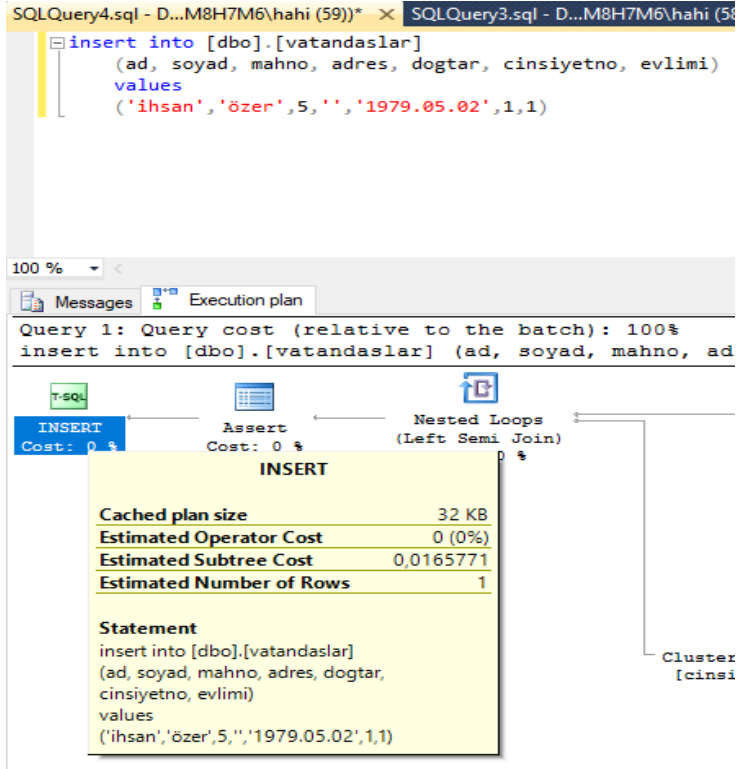 SQLQuery4.sql - D...M8H7M6\hahi (59))* SQLQuery3.sql - D...M8H7M6\hahi (58
insert into [dbo].[vatandaslar]
(ad, soyad, mahno, adres, dogtar, cinsiyetno, evlimi)
values
('ihsan','özer',5,'','1979.05.02',1,1)
100 %
Messages Execution plan
Query 1: Query cost (relative to the batch): 100%
insert into [dbo].[vatandaslar] (ad, soyad, mahno, ad
T-SQL
INSERT
Cost: 0 %
Assert
Cost: 0 %
Nested Loops
(Left Semi Join)
%
INSERT
Cached plan size 32 KB
Estimated Operator Cost 0 (0%)
Estimated Subtree Cost 0,0165771
Estimated Number of Rows 1
Statement
insert into [dbo].[vatandaslar]
(ad, soyad, mahno, adres, dogtar,
cinsiyetno, evlimi)
values
('ihsan','özer',5,'','1979.05.02',1,1)
Cluster
[cinsi